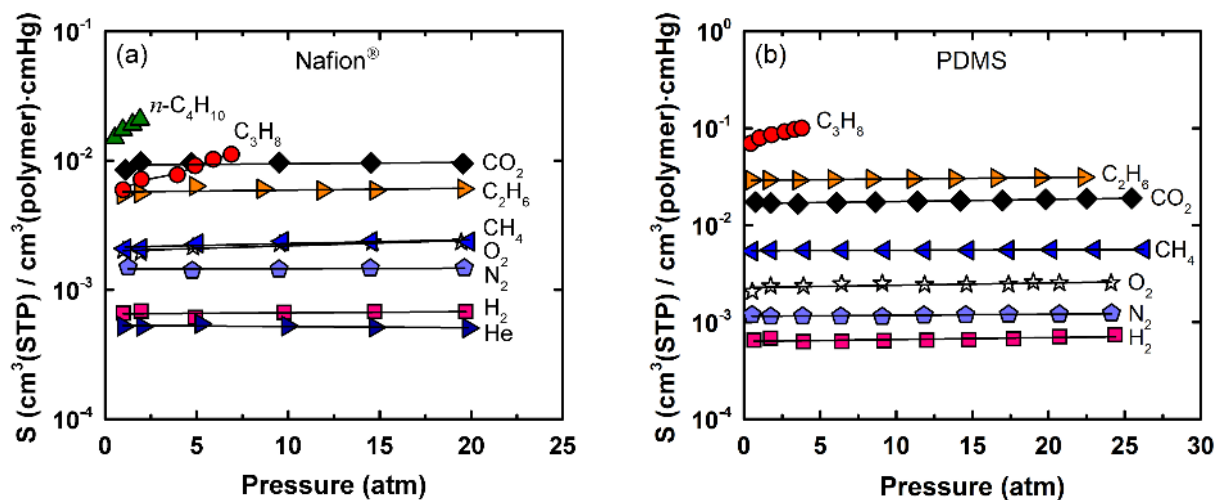 (a) Nafion®
S (cm³(STP) / cm³(polymer)·cmHg)
10⁻¹
10⁻²
10⁻³
10⁻⁴
n-C₄H₁₀
C₃H₈
CO₂
C₂H₆
CH₄
O₂
N₂
H₂
He
0 5 10 15 20 25
Pressure (atm)
(b) PDMS
S (cm³(STP) / cm³(polymer)·cmHg)
10⁰
10⁻¹
10⁻²
10⁻³
10⁻⁴
C₃H₈
C₂H₆
CO₂
CH₄
O₂
N₂
H₂
0 5 10 15 20 25 30
Pressure (atm)